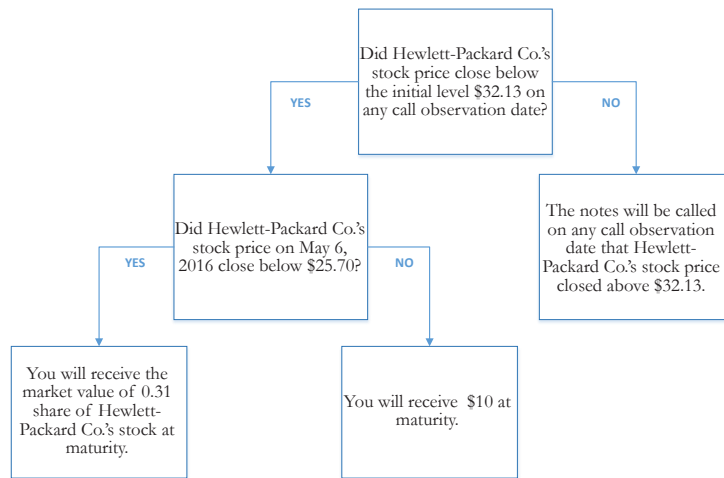 Did Hewlett-Packard Co.'s
stock price close below
the initial level $32.13 on
any call observation date?
YES
NO
Did Hewlett-Packard Co.'s
stock price on May 6,
2016 close below $25.70?
The notes will be called
on any call observation
date that Hewlett-
Packard Co.'s stock price
closed above $32.13.
YES
NO
You will receive the
market value of 0.31
share of Hewlett-
Packard Co.'s stock at
maturity.
You will receive $10 at
maturity.